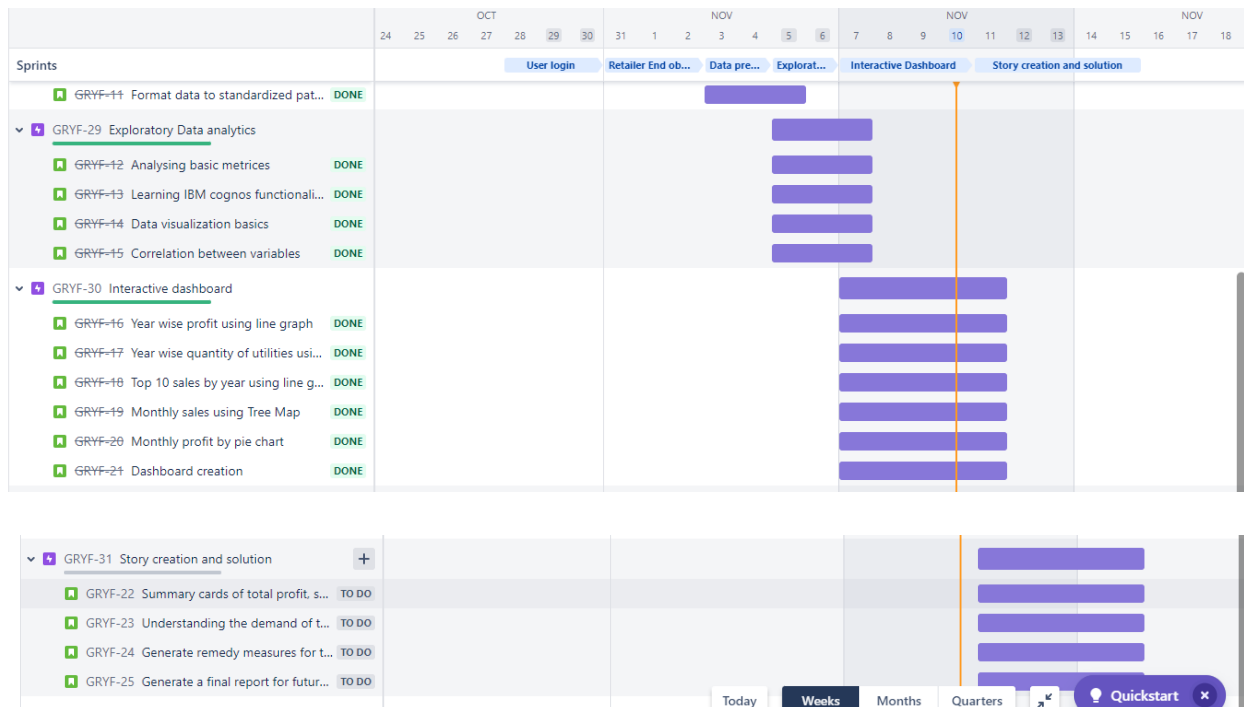 OCT NOV NOV NOV
24 25 26 27 28 29 30 31 1 2 3 4 5 6 7 8 9 10 11 12 13 14 15 16 17 18
Sprints User login Retailer End ob... Data pre... Explorat... Interactive Dashboard Story creation and solution
GRYF-11 Format data to standardized pat... DONE
GRYF-29 Exploratory Data analytics
GRYF-12 Analysing basic metrices DONE
GRYF-13 Learning IBM cognos functionali... DONE
GRYF-14 Data visualization basics DONE
GRYF-15 Correlation between variables DONE
GRYF-30 Interactive dashboard
GRYF-16 Year wise profit using line graph DONE
GRYF-17 Year wise quantity of utilities usi... DONE
GRYF-18 Top 10 sales by year using line g... DONE
GRYF-19 Monthly sales using Tree Map DONE
GRYF-20 Monthly profit by pie chart DONE
GRYF-21 Dashboard creation DONE
GRYF-31 Story creation and solution +
GRYF-22 Summary cards of total profit, s... TO DO
GRYF-23 Understanding the demand of t... TO DO
GRYF-24 Generate remedy measures for t... TO DO
GRYF-25 Generate a final report for futur... TO DO
Today Weeks Months Quarters Quickstart